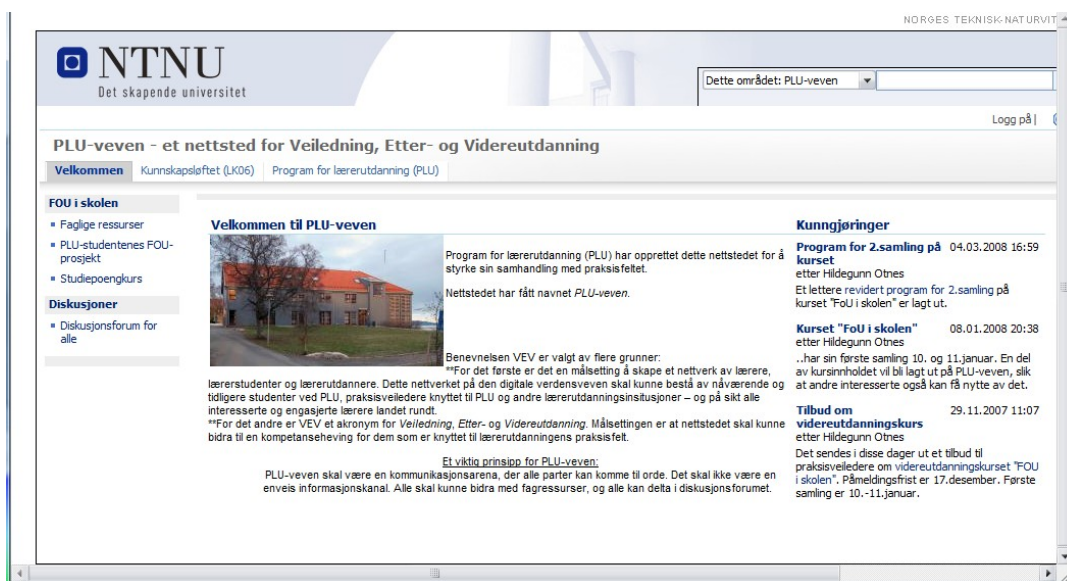 NORGES TEKNISK-NATURVIT
NTNU
Det skapende universitet
Dette området: PLU-veven
Logg på |
PLU-veven - et nettsted for Veiledning, Etter- og Videreutdanning
Velkommen
Kunnskapsløftet (LK06)
Program for lærerutdanning (PLU)
FOU i skolen
Faglige ressurser
PLU-studentenes FOU-
prosjekt
Studiepoengkurs
Diskusjoner
Diskusjonsforum for
alle
Velkommen til PLU-veven
Program for lærerutdanning (PLU) har opprettet dette nettstedet for å
styrke sin samhandling med praksisfeltet.
Nettstedet har fått navnet PLU-veven.
Benevnelsen VEV er valgt av flere grunner:
**For det første er det en målsetting å skape et nettverk av lærere,
lærerstudenter og lærerutdannere. Dette nettverket på den digitale verdensveven skal kunne bestå av nåværende og
tidligere studenter ved PLU, praksisveiledere knyttet til PLU og andre lærerutdanningsinsitusjoner – og på sikt alle
interesserte og engasjerte lærere landet rundt.
**For det andre er VEV et akronym for Veiledning, Etter- og Videreutdanning. Målsettingen er at nettstedet skal kunne
bidra til en kompetanseheving for dem som er knyttet til lærerutdanningens praksisfelt.
Et viktig prinsipp for PLU-veven:
PLU-veven skal være en kommunikasjonsarena, der alle parter kan komme til orde. Det skal ikke være en
enveis informasjonskanal. Alle skal kunne bidra med fagressurser, og alle kan delta i diskusjonsforumet.
Kunngjøringer
Program for 2.samling på 04.03.2008 16:59
kurset
etter Hildegunn Otnes
Et lettere revidert program for 2.samling på
kurset "FoU i skolen" er lagt ut.
Kurset "FoU i skolen" 08.01.2008 20:38
etter Hildegunn Otnes
..har sin første samling 10. og 11.januar. En del
av kursinnholdet vil bli lagt ut på PLU-veven, slik
at andre interesserte også kan få nytte av det.
Tilbud om 29.11.2007 11:07
videreutdanningskurs
etter Hildegunn Otnes
Det sendes i disse dager ut et tilbud til
praksisveiledere om videreutdanningskurset "FOU
i skolen". Påmeldingsfrist er 17.desember. Første
samling er 10.-11.januar.